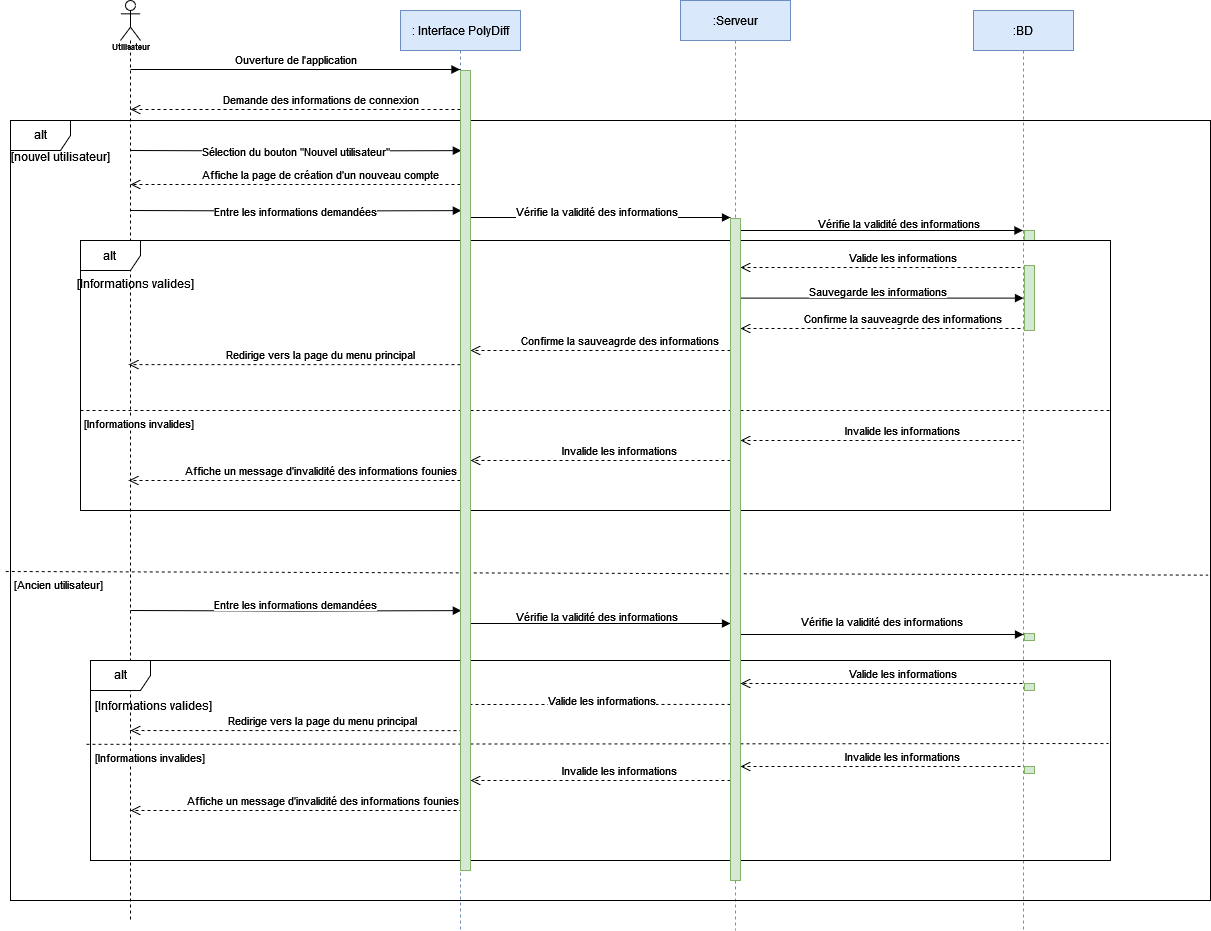 Utilisateur
: Interface PolyDiff
:Serveur
:BD
Ouverture de l'application
Demande des informations de connexion
alt
[nouvel utilisateur]
Sélection du bouton "Nouvel utilisateur"
Affiche la page de création d'un nouveau compte
Entre les informations demandées
Vérifie la validité des informations
Vérifie la validité des informations
alt
[Informations valides]
Valide les informations
Sauvegarde les informations
Confirme la sauveagrde des informations
Confirme la sauveagrde des informations
Redirige vers la page du menu principal
[Informations invalides]
Invalide les informations
Invalide les informations
Affiche un message d'invalidité des informations founies
[Ancien utilisateur]
Entre les informations demandées
Vérifie la validité des informations
Vérifie la validité des informations
alt
Valide les informations
[Informations valides]
Valide les informations
Redirige vers la page du menu principal
[Informations invalides]
Invalide les informations
Invalide les informations
Affiche un message d'invalidité des informations founies